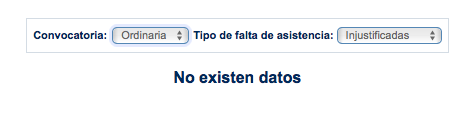 Convocatoria: Ordinaria Tipo de falta de asistencia: Injustificadas
No existen datos